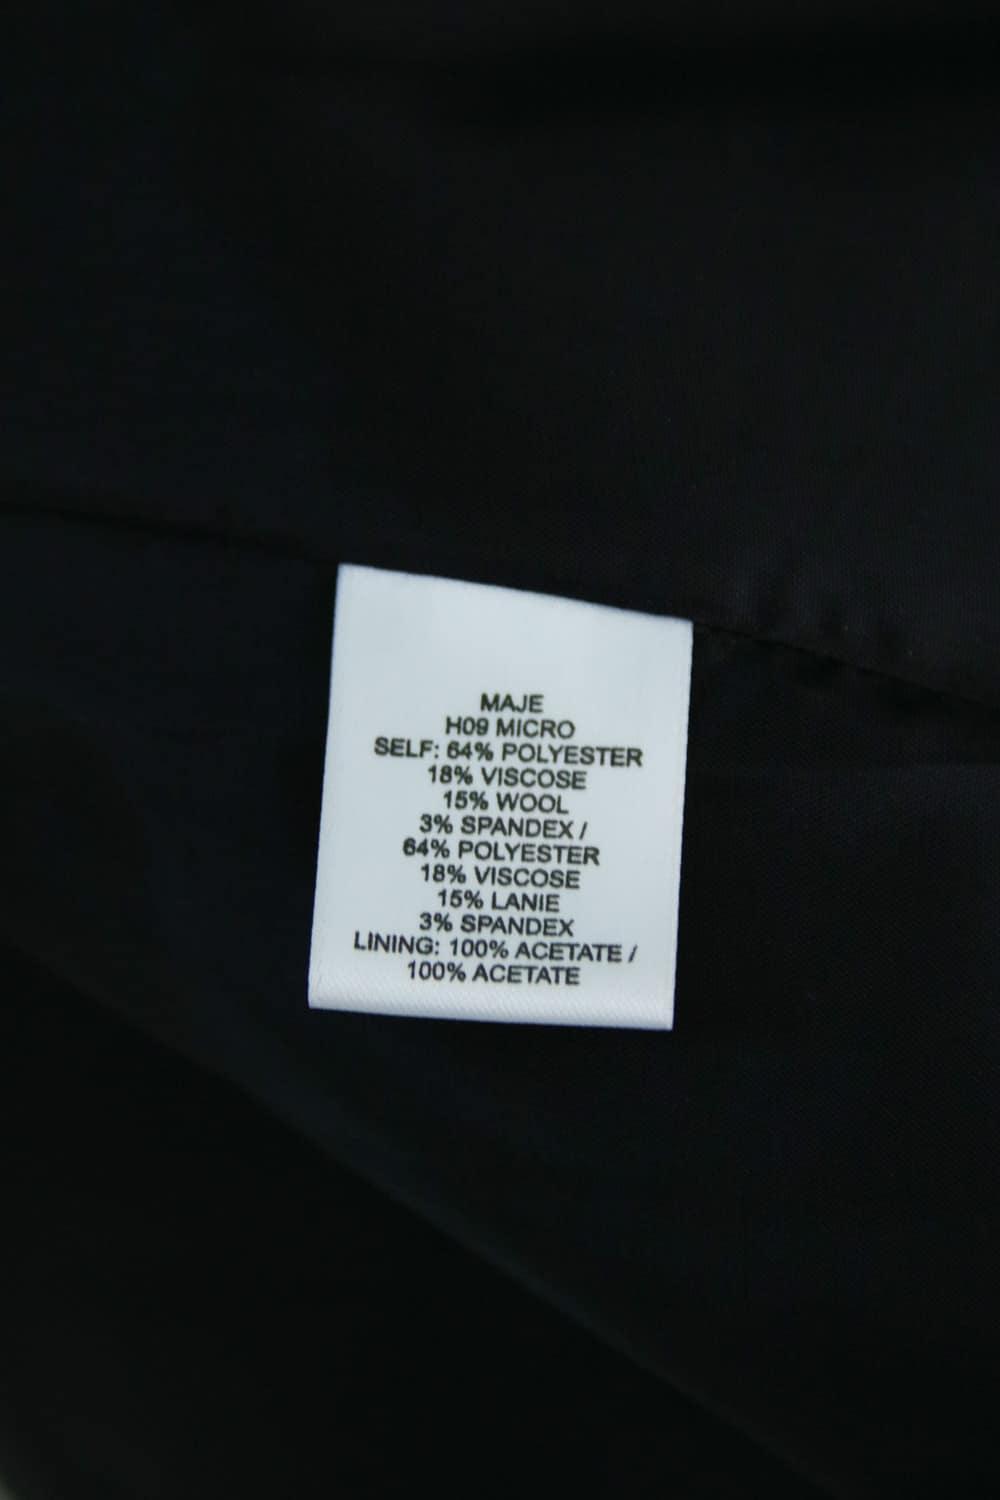 MAJE
H09 MICRO
SELF: 64% POLYESTER
18% VISCOSE
15% WOOL
3% SPANDEX /
64% POLYESTER
18% VISCOSE
15% LANIE
3% SPANDEX
LINING: 100% ACETATE /
100% ACETATE